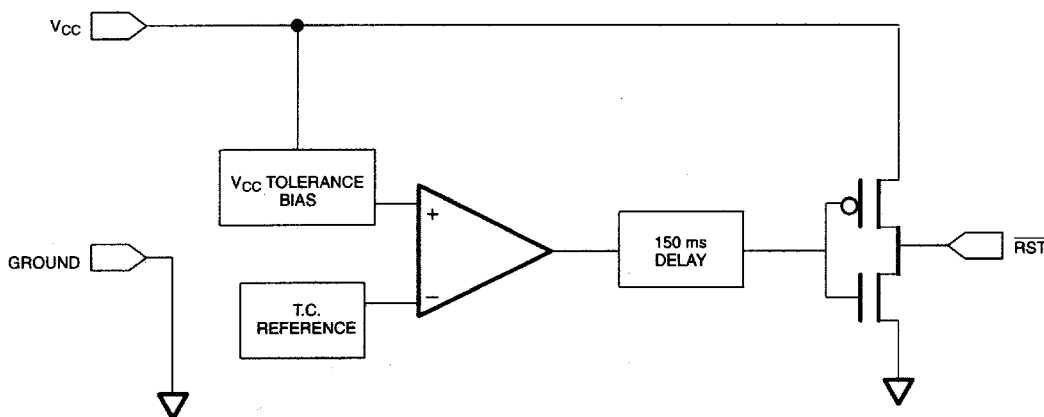 VCC
VCC TOLERANCE
BIAS
+
GROUND
150 ms
DELAY
RST
−
T.C.
REFERENCE